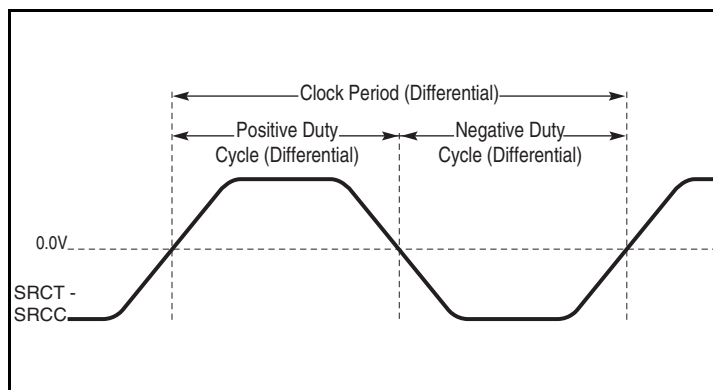 Clock Period (Differential)
Positive Duty
Cycle (Differential)
Negative Duty
Cycle (Differential)
0.0V
SRCT -
SRCC